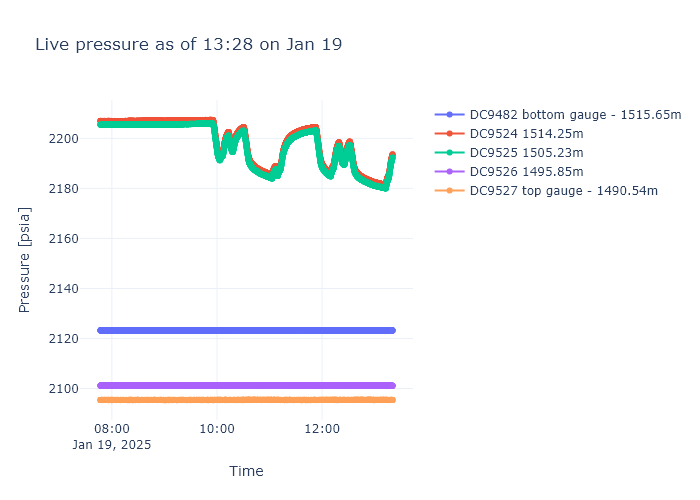 Live pressure as of 13:28 on Jan 19
DC9482 bottom gauge - 1515.65m
DC9524 1514.25m
DC9525 1505.23m
DC9526 1495.85m
DC9527 top gauge - 1490.54m
Pressure [psia]
2200
2180
2160
2140
2120
2100
08:00
10:00
12:00
Jan 19, 2025
Time